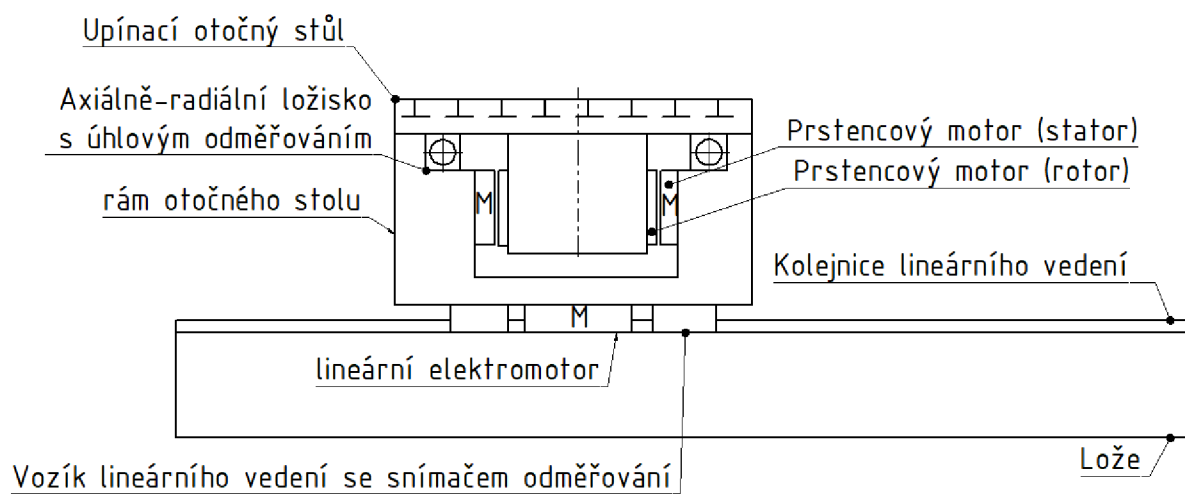 Upínací otočný stůl
Axiálně-radiální ložisko
s úhlovým odměřováním
rám otočného stolu
Prstencový motor (stator)
Prstencový motor (rotor)
M
M
Kolejnice lineárního vedení
M
lineární elektromotor
Lože
Vozík lineárního vedení se snímačem odměřování